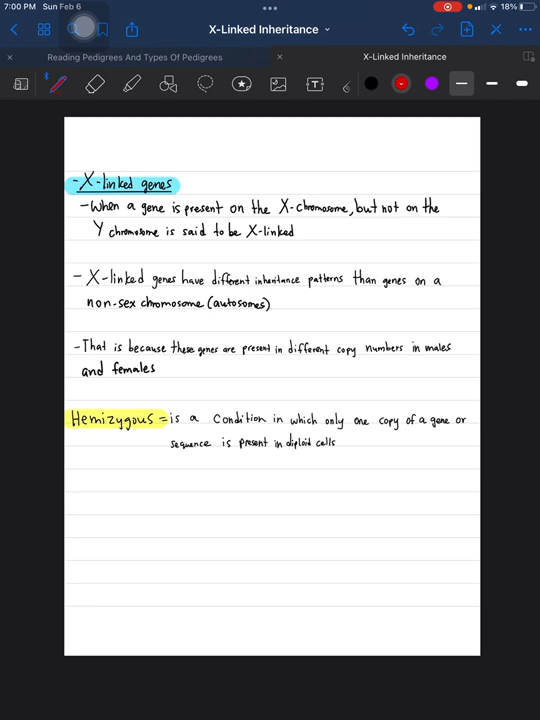 7:00 PM Sun Feb 6
18%
X-Linked Inheritance
Reading Pedigrees And Types Of Pedigrees
X-Linked Inheritance
- X-linked genes
- When a gene is present on the X-chromosome, but not on the
Y chromosome is said to be X-linked
- X-linked genes have different inheritance patterns than genes on a
non-sex chromosome (autosomes)
- That is because these genes are present in different copy numbers in males
and females
Hemizygous = is a Condition in which only one copy of a gene or
sequence is present in diploid cells